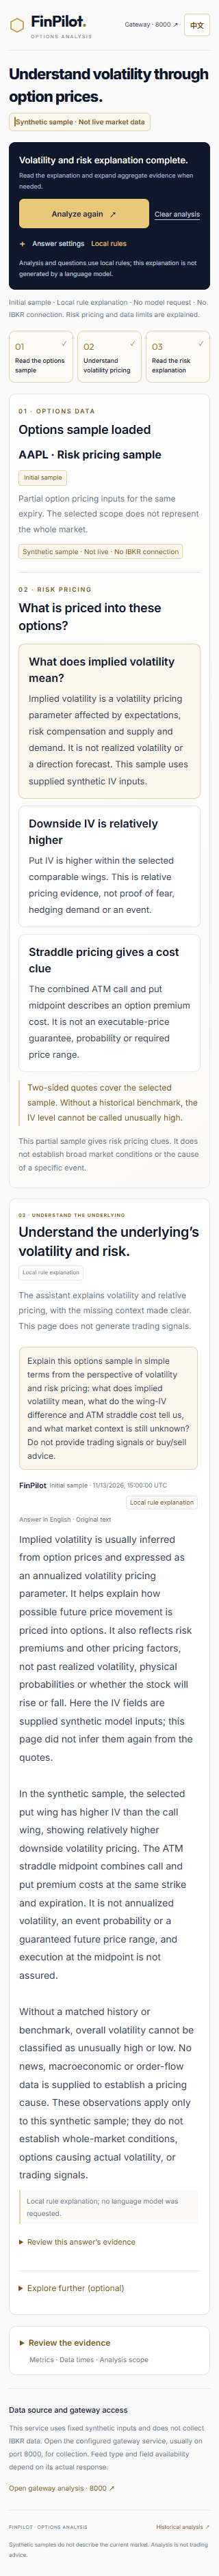 FinPilot.
OPTIONS ANALYSIS
Gateway · 8000 ↗
中文
Understand volatility through
option prices.
Synthetic sample · Not live market data
Volatility and risk explanation complete.
Read the explanation and expand aggregate evidence when
needed.
Analyze again ↗
Clear analysis
+ Answer settings Local rules
Analysis and questions use local rules; this explanation is not
generated by a language model.
Initial sample · Local rule explanation · No model request · No
IBKR connection. Risk pricing and data limits are explained.
01 ✓
Read the options
sample
02 ✓
Understand
volatility pricing
03 ✓
Read the risk
explanation
01 · OPTIONS DATA
Options sample loaded
AAPL · Risk pricing sample
Initial sample
Partial option pricing inputs for the same
expiry. The selected scope does not represent
the whole market.
Synthetic sample · Not live · No IBKR connection
02 · RISK PRICING
What is priced into these
options?
What does implied volatility
mean?
Implied volatility is a volatility pricing
parameter affected by expectations,
risk compensation and supply and
demand. It is not realized volatility or
a direction forecast. This sample uses
supplied synthetic IV inputs.
Downside IV is relatively
higher
Put IV is higher within the selected
comparable wings. This is relative
pricing evidence, not proof of fear,
hedging demand or an event.
Straddle pricing gives a cost
clue
The combined ATM call and put
midpoint describes an option premium
cost. It is not an executable-price
guarantee, probability or required
price range.
Two-sided quotes cover the selected
sample. Without a historical benchmark, the
IV level cannot be called unusually high.
This partial sample gives risk pricing clues. It does
not establish broad market conditions or the cause
of a specific event.
03 · UNDERSTAND THE UNDERLYING
Understand the underlying's
volatility and risk.
Local rule explanation
The assistant explains volatility and relative
pricing, with the missing context made clear.
This page does not generate trading signals.
Explain this options sample in simple
terms from the perspective of volatility
and risk pricing: what does implied
volatility mean, what do the wing-IV
difference and ATM straddle cost tell us,
and what market context is still unknown?
Do not provide trading signals or buy/sell
advice.
FinPilot Initial sample · 11/13/2026, 15:00:00 UTC
Local rule explanation
Answer in English · Original text
Implied volatility is usually inferred
from option prices and expressed as
an annualized volatility pricing
parameter. It helps explain how
possible future price movement is
priced into options. It also reflects risk
premiums and other pricing factors,
not past realized volatility, physical
probabilities or whether the stock will
rise or fall. Here the IV fields are
supplied synthetic model inputs; this
page did not infer them again from the
quotes.
In the synthetic sample, the selected
put wing has higher IV than the call
wing, showing relatively higher
downside volatility pricing. The ATM
straddle midpoint combines call and
put premium costs at the same strike
and expiration. It is not annualized
volatility, an event probability or a
guaranteed future price range, and
execution at the midpoint is not
assured.
Without a matched history or
benchmark, overall volatility cannot be
classified as unusually high or low. No
news, macroeconomic or order-flow
data is supplied to establish a pricing
cause. These observations apply only
to this synthetic sample; they do not
establish whole-market conditions,
options causing actual volatility, or
trading signals.
Local rule explanation; no language model was
requested.
▶ Review this answer's evidence
▶ Explore further (optional)
▶ Review the evidence
Metrics · Data times · Analysis scope
Data source and gateway access
This service uses fixed synthetic inputs and does not collect
IBKR data. Open the configured gateway service, usually on
port 8000, for collection. Feed type and field availability
depend on its actual response.
Open gateway analysis · 8000 ↗
FINPILOT · OPTIONS ANALYSIS
Historical analysis ↗
Synthetic samples do not describe the current market. Analysis is not trading
advice.